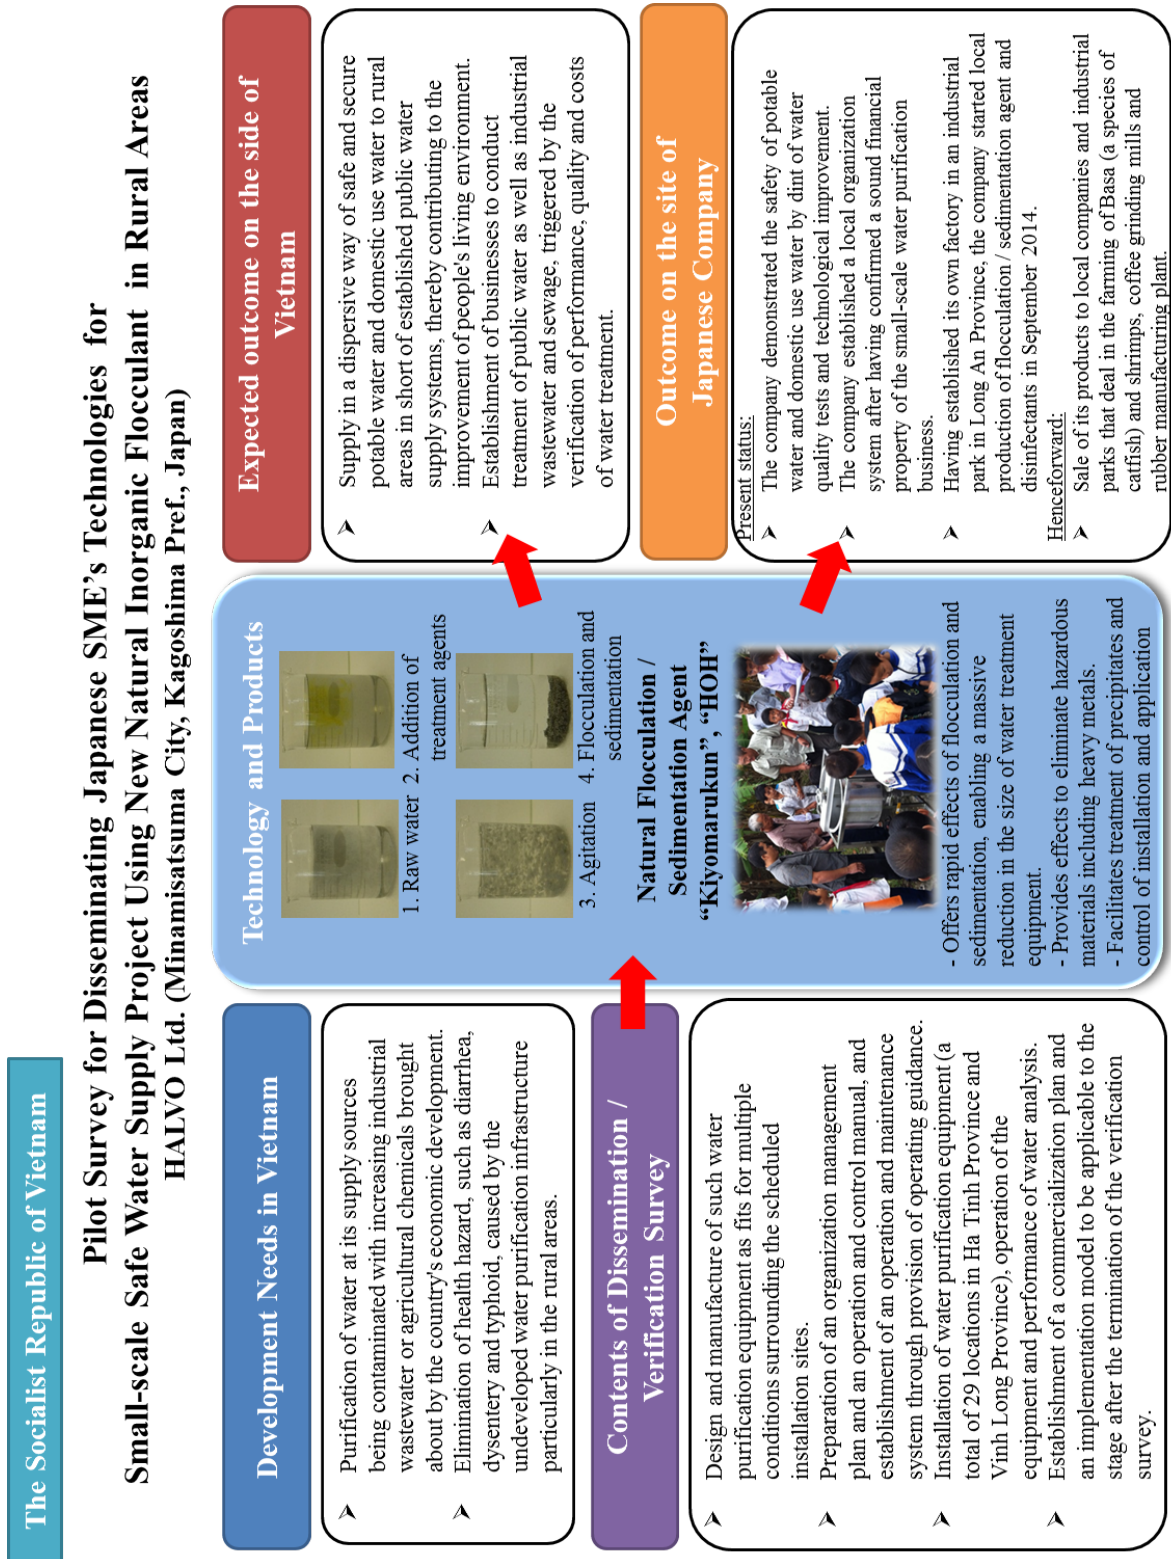 The Socialist Republic of Vietnam
Pilot Survey for Disseminating Japanese SME’s Technologies for
Small-scale Safe Water Supply Project Using New Natural Inorganic Flocculant in Rural Areas
HALVO Ltd. (Minamisatsuma City, Kagoshima Pref., Japan)
Development Needs in Vietnam
➢ Purification of water at its supply sources
being contaminated with increasing industrial
wastewater or agricultural chemicals brought
about by the country's economic development.
➢ Elimination of health hazard, such as diarrhea,
dysentery and typhoid, caused by the
undeveloped water purification infrastructure
particularly in the rural areas.
Contents of Dissemination /
Verification Survey
➢ Design and manufacture of such water
purification equipment as fits for multiple
conditions surrounding the scheduled
installation sites.
➢ Preparation of an organization management
plan and an operation and control manual, and
establishment of an operation and maintenance
system through provision of operating guidance.
➢ Installation of water purification equipment (a
total of 29 locations in Ha Tinh Province and
Vinh Long Province), operation of the
equipment and performance of water analysis.
➢ Establishment of a commercialization plan and
an implementation model to be applicable to the
stage after the termination of the verification
survey.
Technology and Products
1. Raw water
2. Addition of
treatment agents
3. Agitation
4. Flocculation and
sedimentation
Natural Flocculation /
Sedimentation Agent
“Kiyomarukun”, “HOH”
- Offers rapid effects of flocculation and
sedimentation, enabling a massive
reduction in the size of water treatment
equipment.
- Provides effects to eliminate hazardous
materials including heavy metals.
- Facilitates treatment of precipitates and
control of installation and application
Expected outcome on the side of
Vietnam
➢ Supply in a dispersive way of safe and secure
potable water and domestic use water to rural
areas in short of established public water
supply systems, thereby contributing to the
improvement of people's living environment.
➢ Establishment of businesses to conduct
treatment of public water as well as industrial
wastewater and sewage, triggered by the
verification of performance, quality and costs
of water treatment.
Outcome on the site of
Japanese Company
Present status:
➢ The company demonstrated the safety of potable
water and domestic use water by dint of water
quality tests and technological improvement.
➢ The company established a local organization
system after having confirmed a sound financial
property of the small-scale water purification
business.
➢ Having established its own factory in an industrial
park in Long An Province, the company started local
production of flocculation / sedimentation agent and
disinfectants in September 2014.
Henceforward:
➢ Sale of its products to local companies and industrial
parks that deal in the farming of Basa (a species of
catfish) and shrimps, coffee grinding mills and
rubber manufacturing plant.